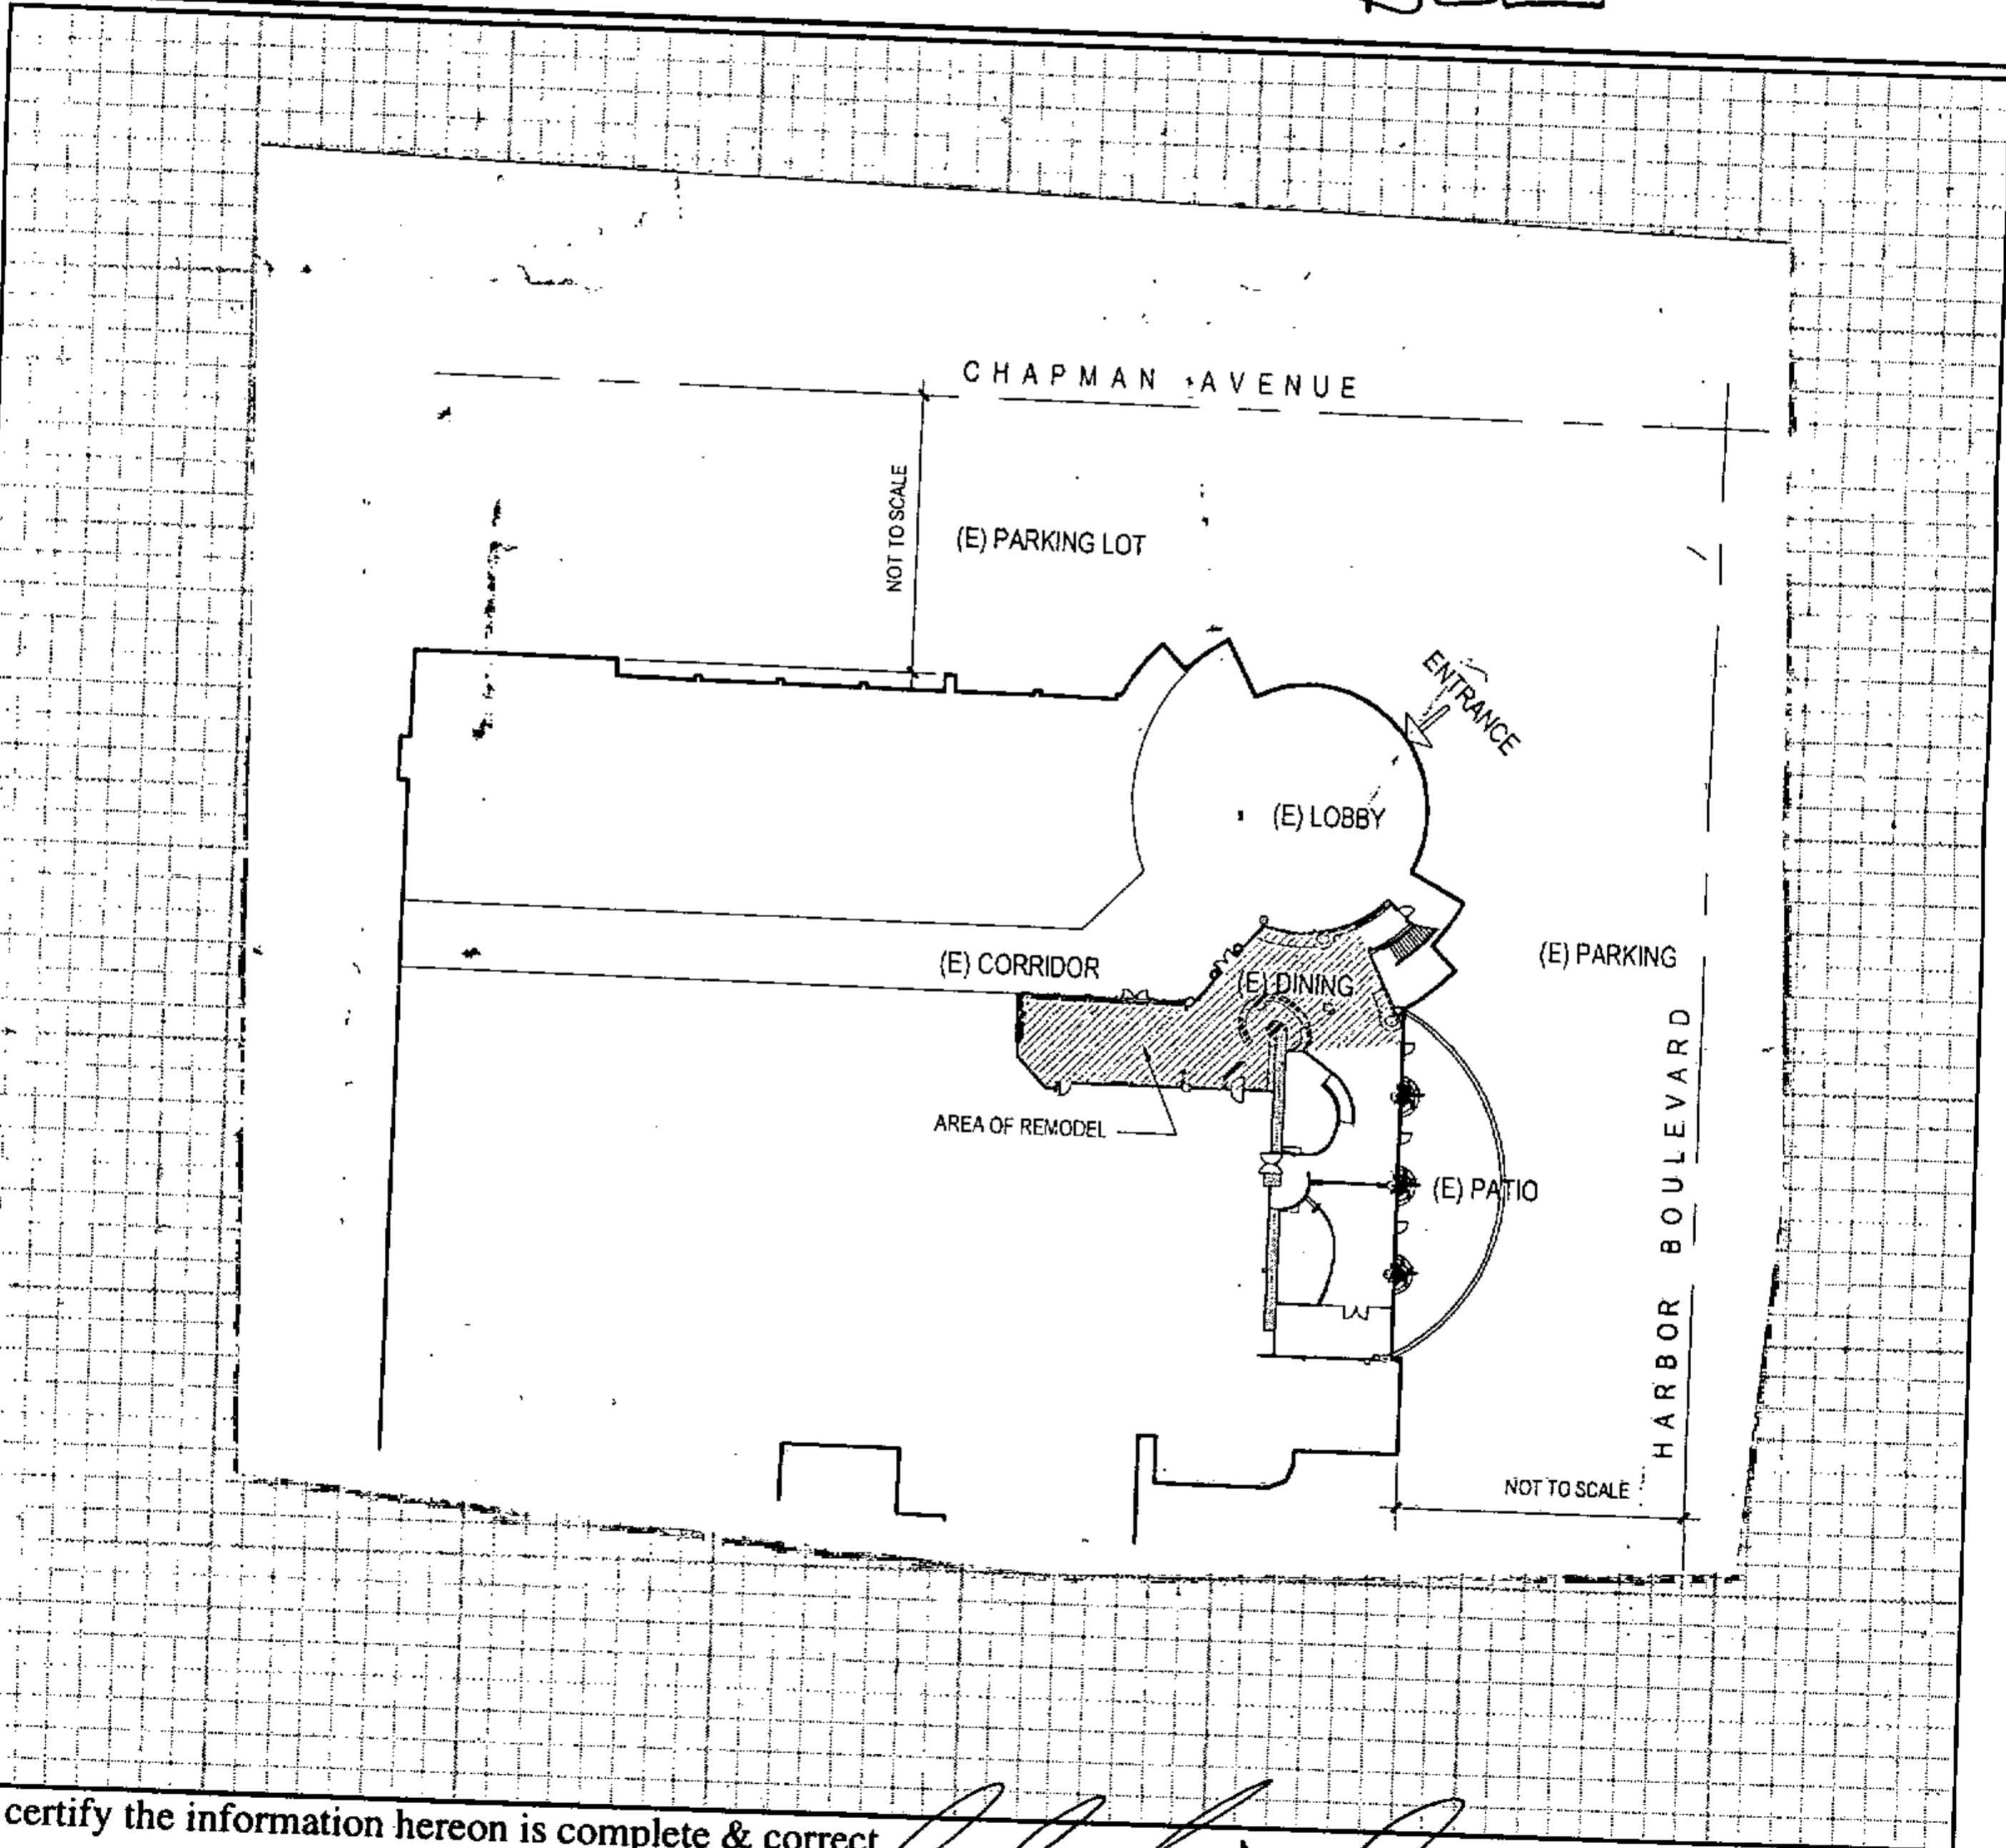 CHAPMAN AVENUE
NOT TO SCALE
(E) PARKING LOT
ENTRANCE
(E) LOBBY
(E) CORRIDOR
(E) DINING
(E) PARKING
AREA OF REMODEL
(E) PATIO
HARBOR BOULEVARD
NOT TO SCALE
certify the information hereon is complete & correct